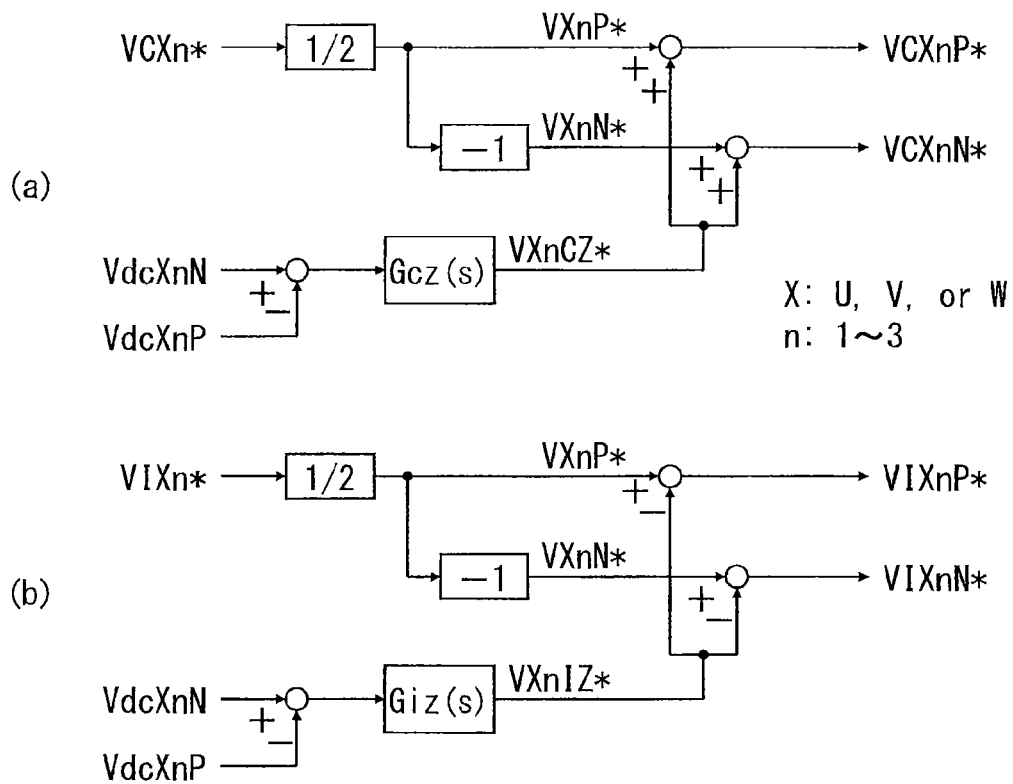 VCXn*
1/2
VXnP*
+
+
VCXnP*
-1
VXnN*
+
+
VCXnN*
(a)
VdcXnN
+
−
VdcXnP
Gcz(s)
VXnCZ*
X: U, V, or W
n: 1～3
VIXn*
1/2
VXnP*
+
−
VIXnP*
-1
VXnN*
+
−
VIXnN*
(b)
VdcXnN
+
−
VdcXnP
Giz(s)
VXnIZ*